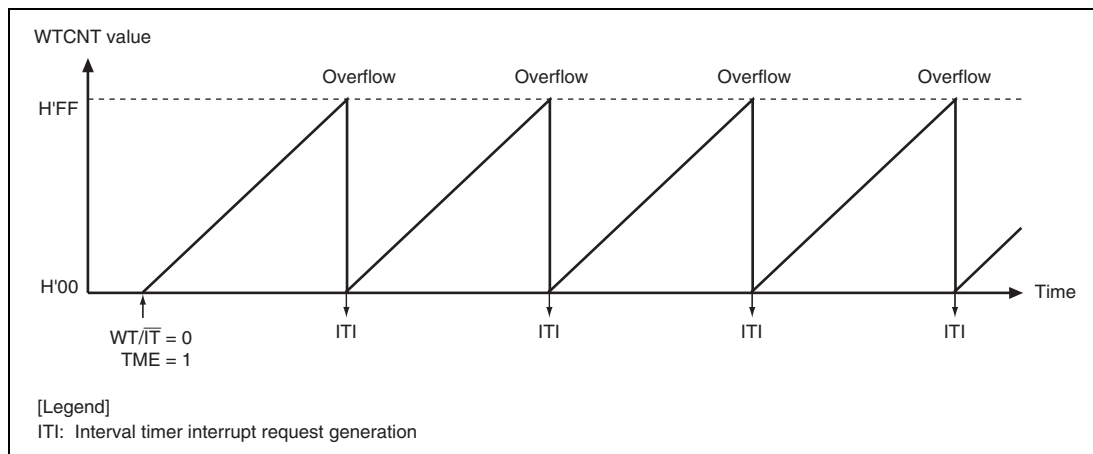 WTCNT value
Overflow Overflow Overflow Overflow
H'FF
H'00
Time
WT/I̅T̅ = 0
TME = 1
ITI ITI ITI ITI
[Legend]
ITI: Interval timer interrupt request generation